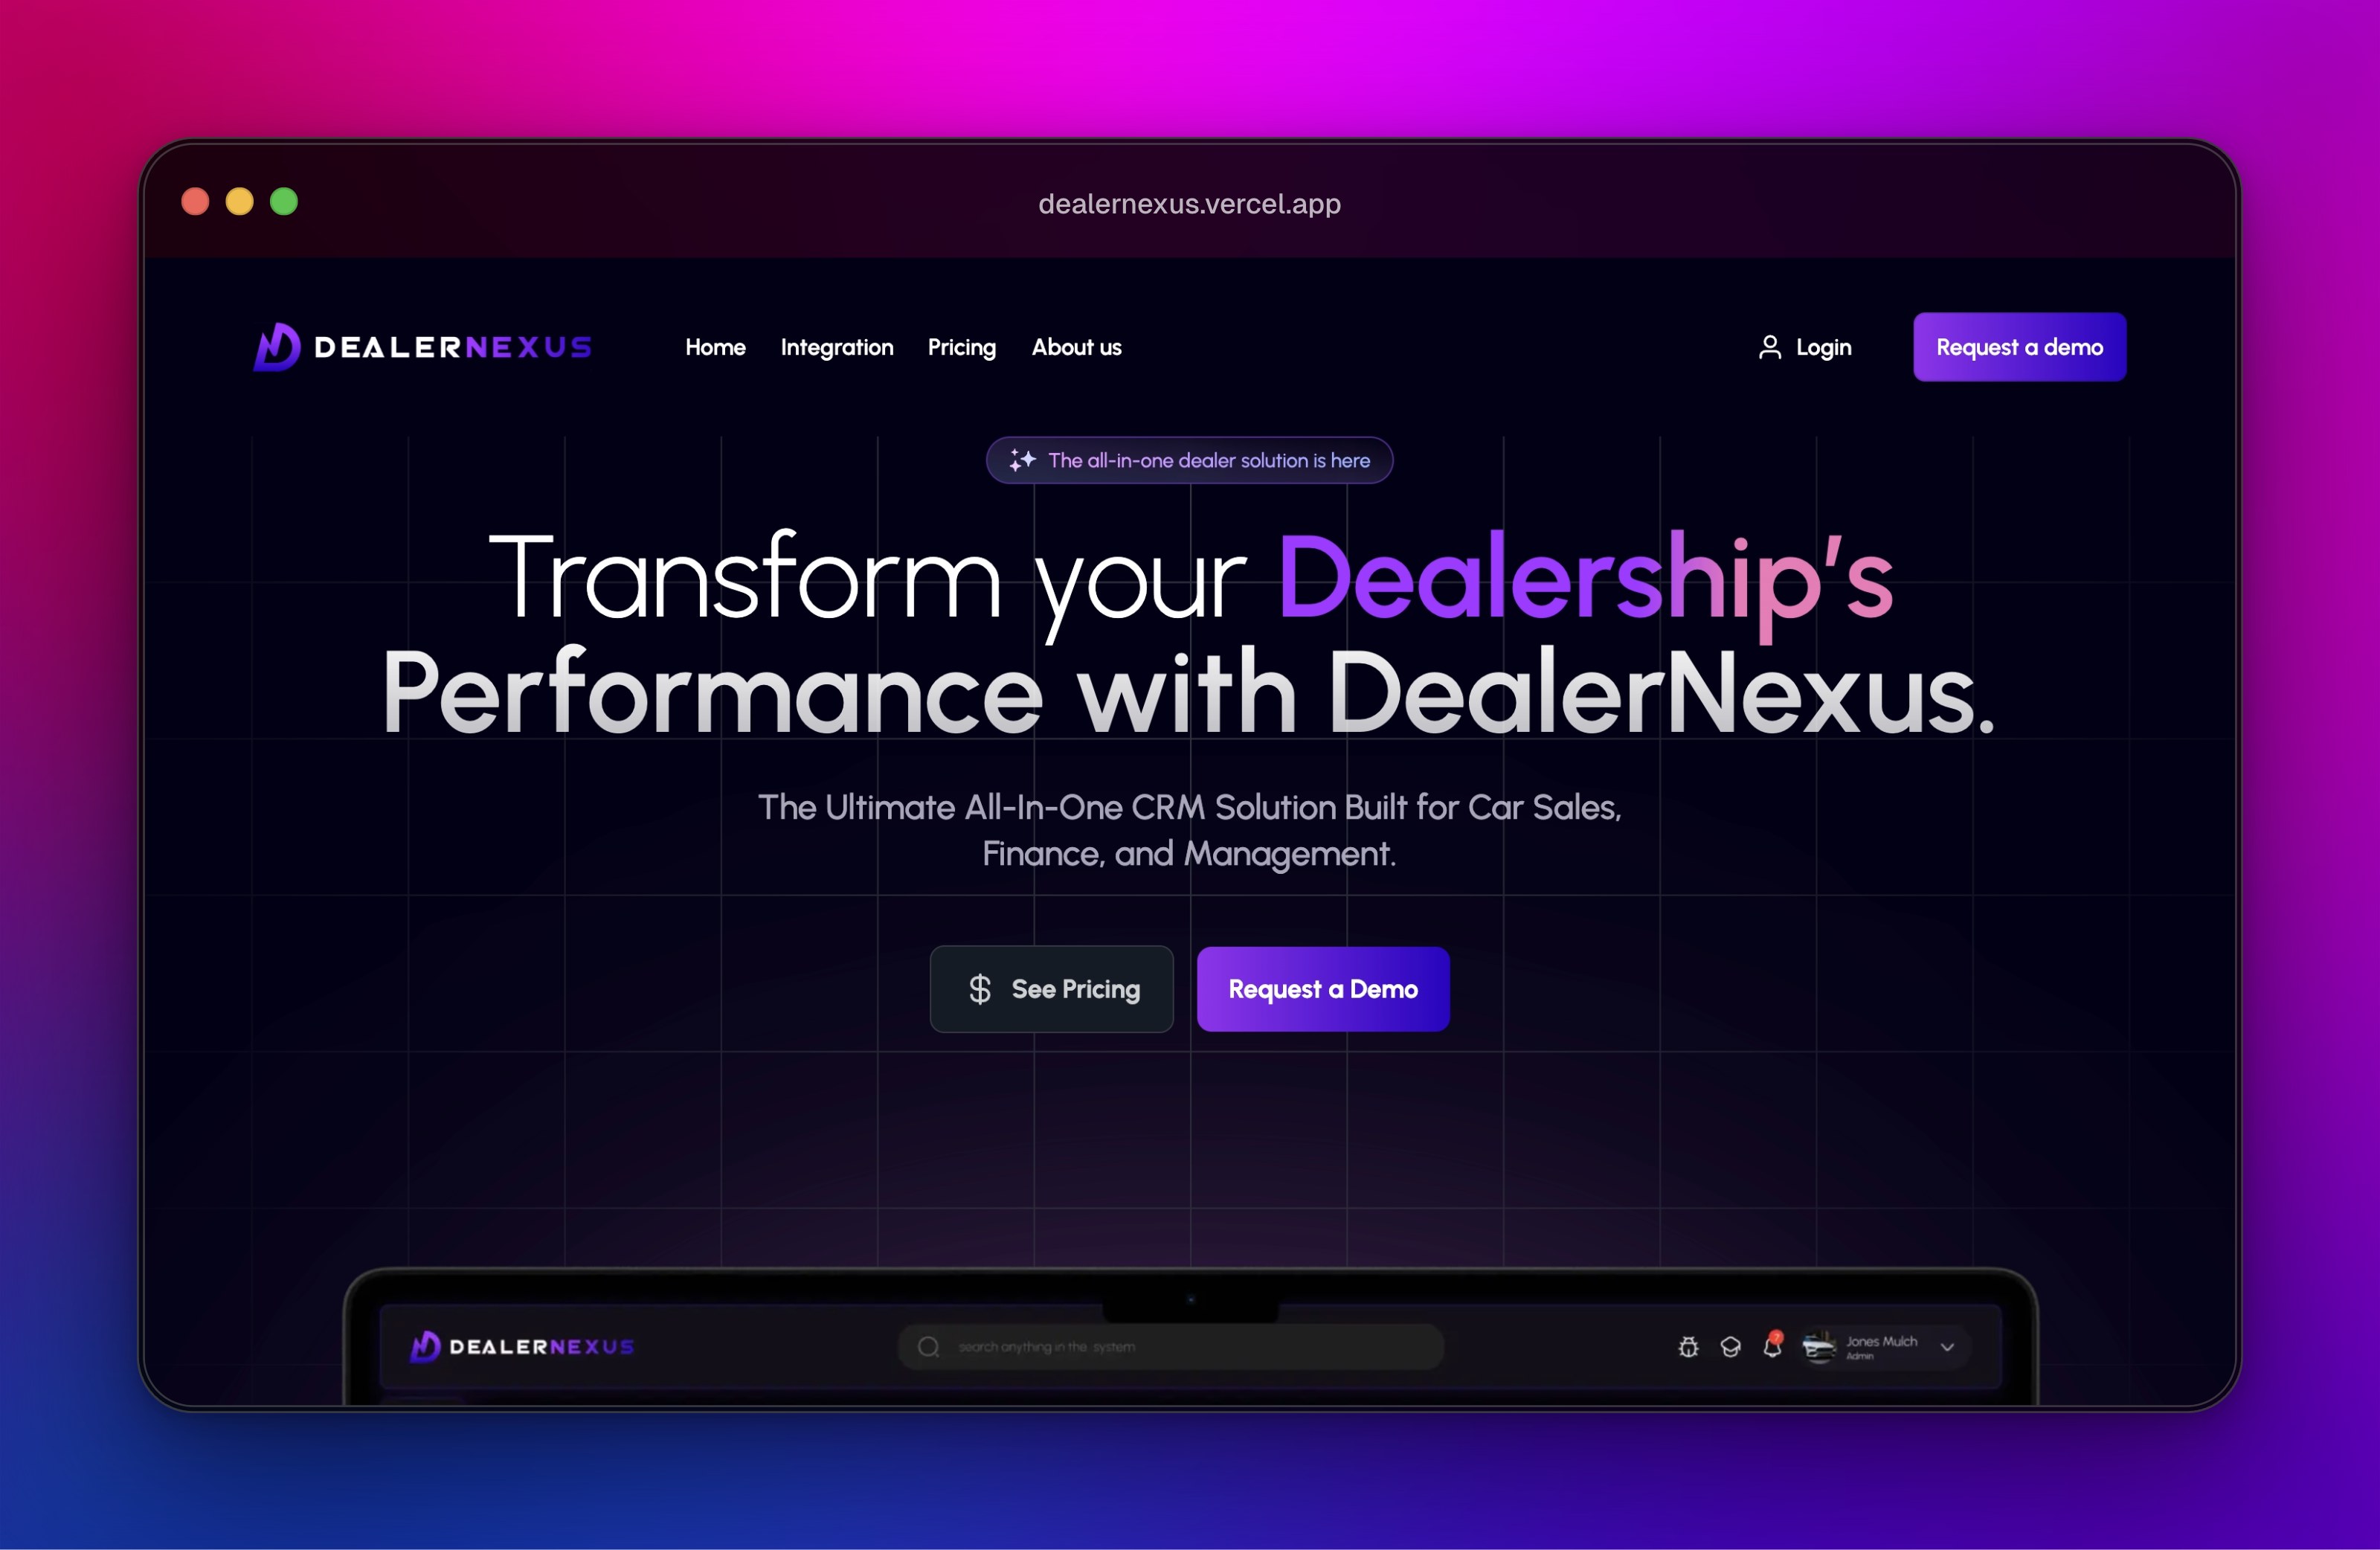 dealernexus.vercel.app
DEALERNEXUS
Home Integration Pricing About us
Login
Request a demo
The all-in-one dealer solution is here
Transform your Dealership's
Performance with DealerNexus.
The Ultimate All-In-One CRM Solution Built for Car Sales,
Finance, and Management.
$ See Pricing
Request a Demo
DEALERNEXUS
search anything in the system
7
Jones Mulch
Admin